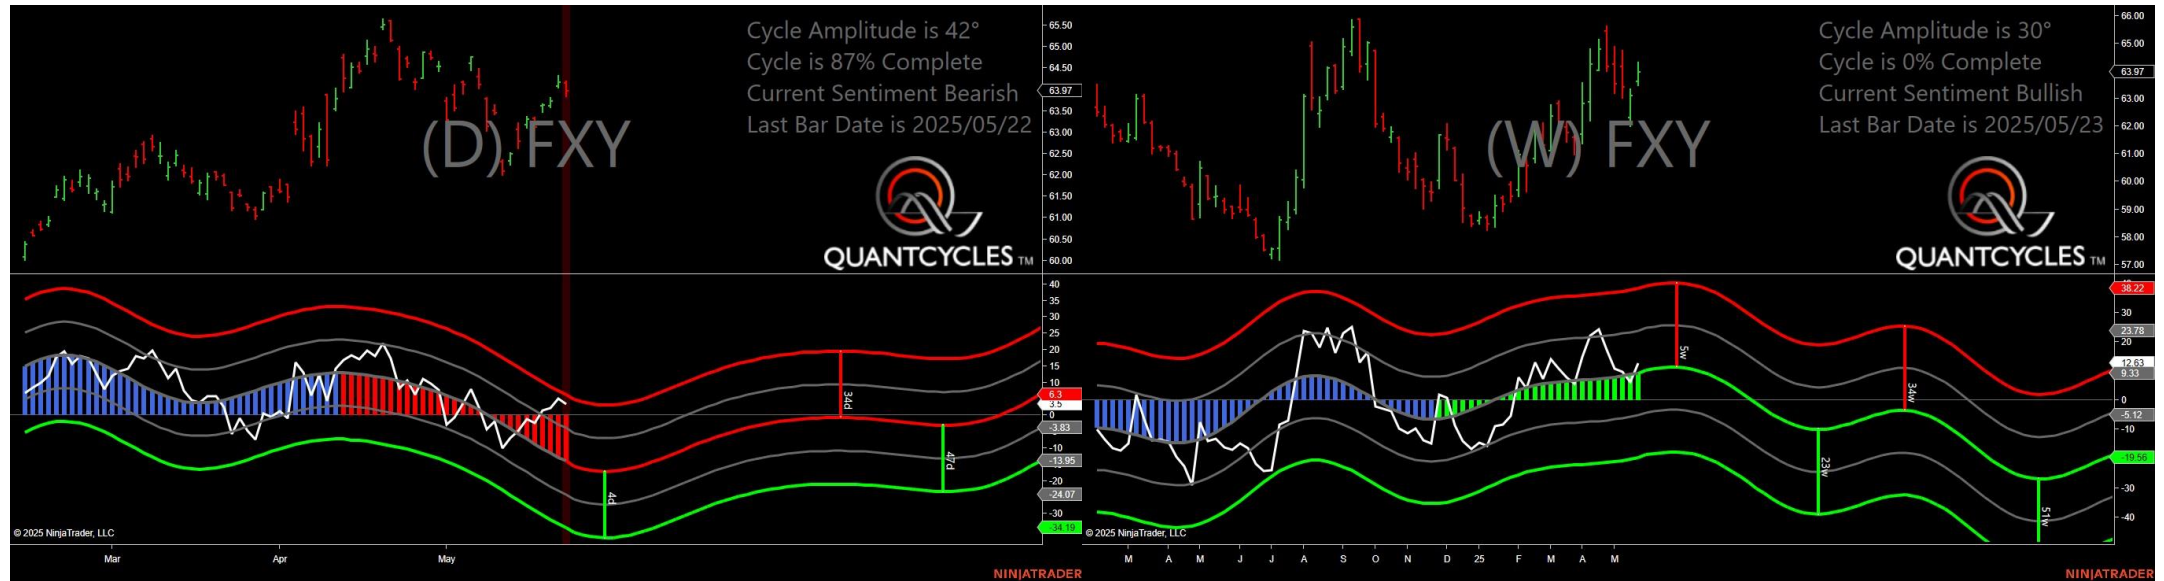 Cycle Amplitude is 42°
Cycle is 87% Complete
Current Sentiment Bearish
Last Bar Date is 2025/05/22
(D) FXY
QUANTCYCLES TM
65.50
65.00
64.50
63.97
63.50
63.00
62.50
62.00
61.50
61.00
60.50
60.00
40
35
30
25
20
15
10
6.3
3.5
0
-3.83
-10
-13.95
-20
-24.07
-30
-34.19
4d
34d
© 2025 NinjaTrader, LLC
Mar
Apr
May
NINJATRADER
Cycle Amplitude is 30°
Cycle is 0% Complete
Current Sentiment Bullish
Last Bar Date is 2025/05/23
(W) FXY
QUANTCYCLES TM
66.00
65.00
63.97
63.00
62.00
61.00
60.00
59.00
58.00
57.00
38.22
30
23.78
20
12.63
9.33
0
-5.12
-10
-19.56
-30
-40
5w
34w
23w
51w
© 2025 NinjaTrader, LLC
M A M J J A S O N D 25 F M A M
NINJATRADER